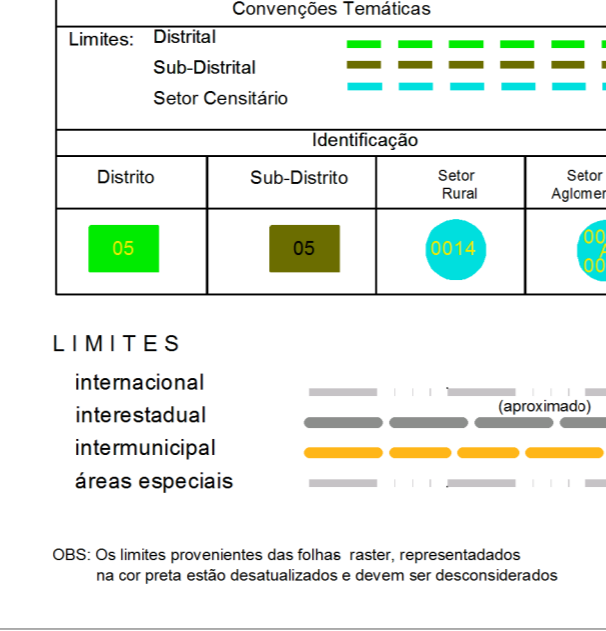 Convenções Temáticas
Limites: Distrital
Sub-Distrital
Setor Censitário
Identificação
Distrito Sub-Distrito Setor Rural Setor
05 05 0014
LIMITES
internacional
(aproximado)
interestadual
intermunicipal
áreas especiais
OBS: Os limites provenientes das folhas raster, representadados
na cor preta estão desatualizados e devem ser desconsiderados